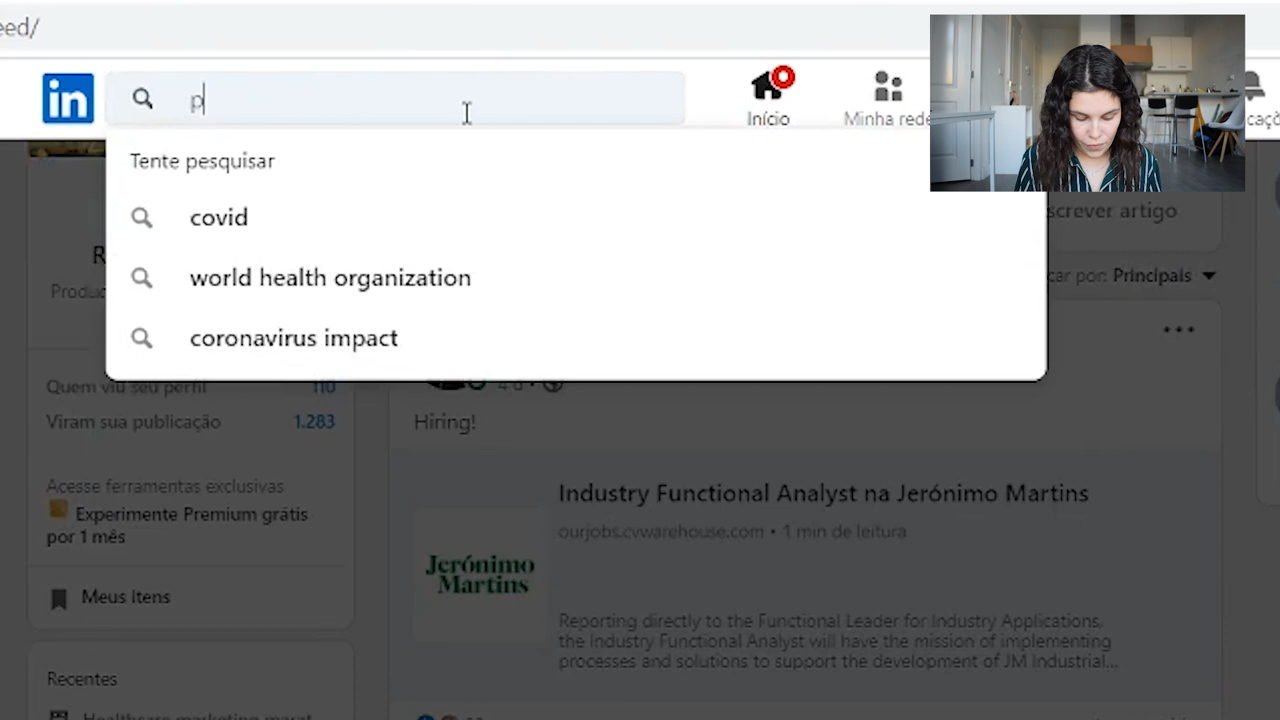 eed/
in
p
Início
Minha rede
Tente pesquisar
covid
world health organization
coronavirus impact
screver artigo
car por: Principais
R
Produc
Quem viu seu perfil 110
Viram sua publicação 1.283
Acesse ferramentas exclusivas
Experimente Premium grátis
por 1 mês
Meus itens
Recentes
Hiring!
Industry Functional Analyst na Jerónimo Martins
ourjobs.cvwarehouse.com • 1 min de leitura
Jerónimo
Martins
Reporting directly to the Functional Leader for Industry Applications,
the Industry Functional Analyst will have the mission of implementing
processes and solutions to support the development of JM Industrial...